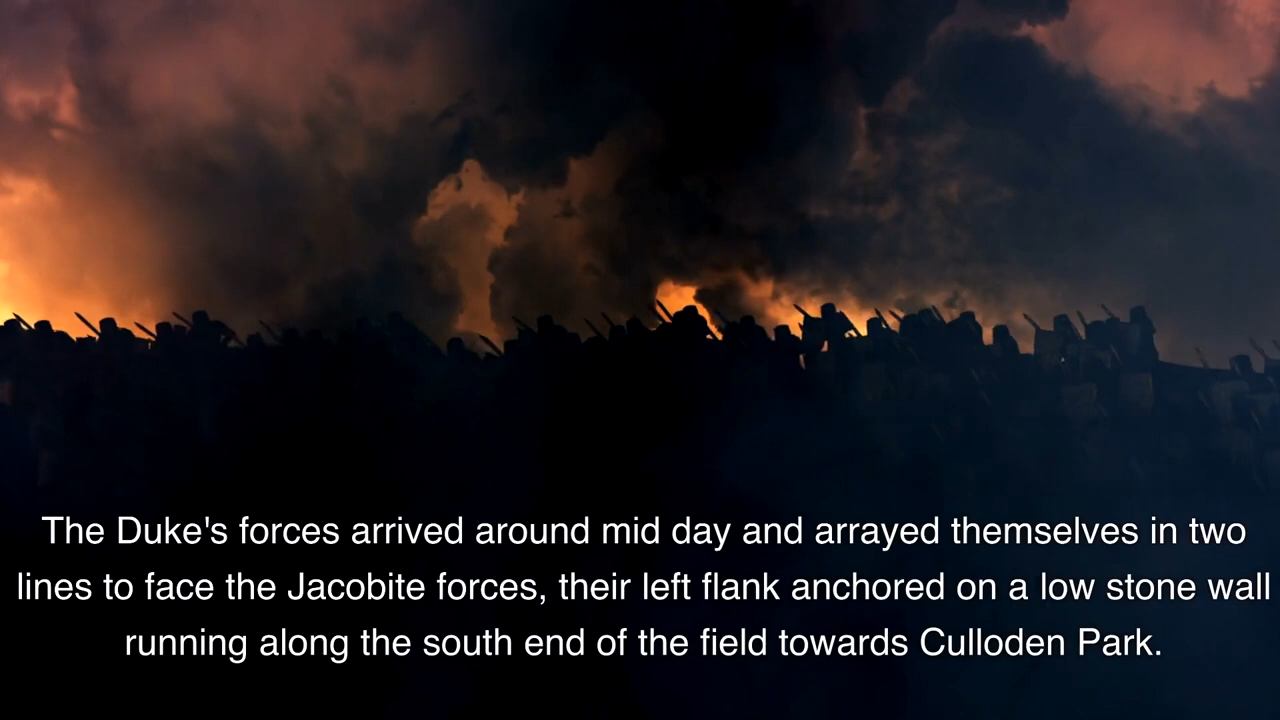 The Duke's forces arrived around mid day and arrayed themselves in two
lines to face the Jacobite forces, their left flank anchored on a low stone wall
running along the south end of the field towards Culloden Park.